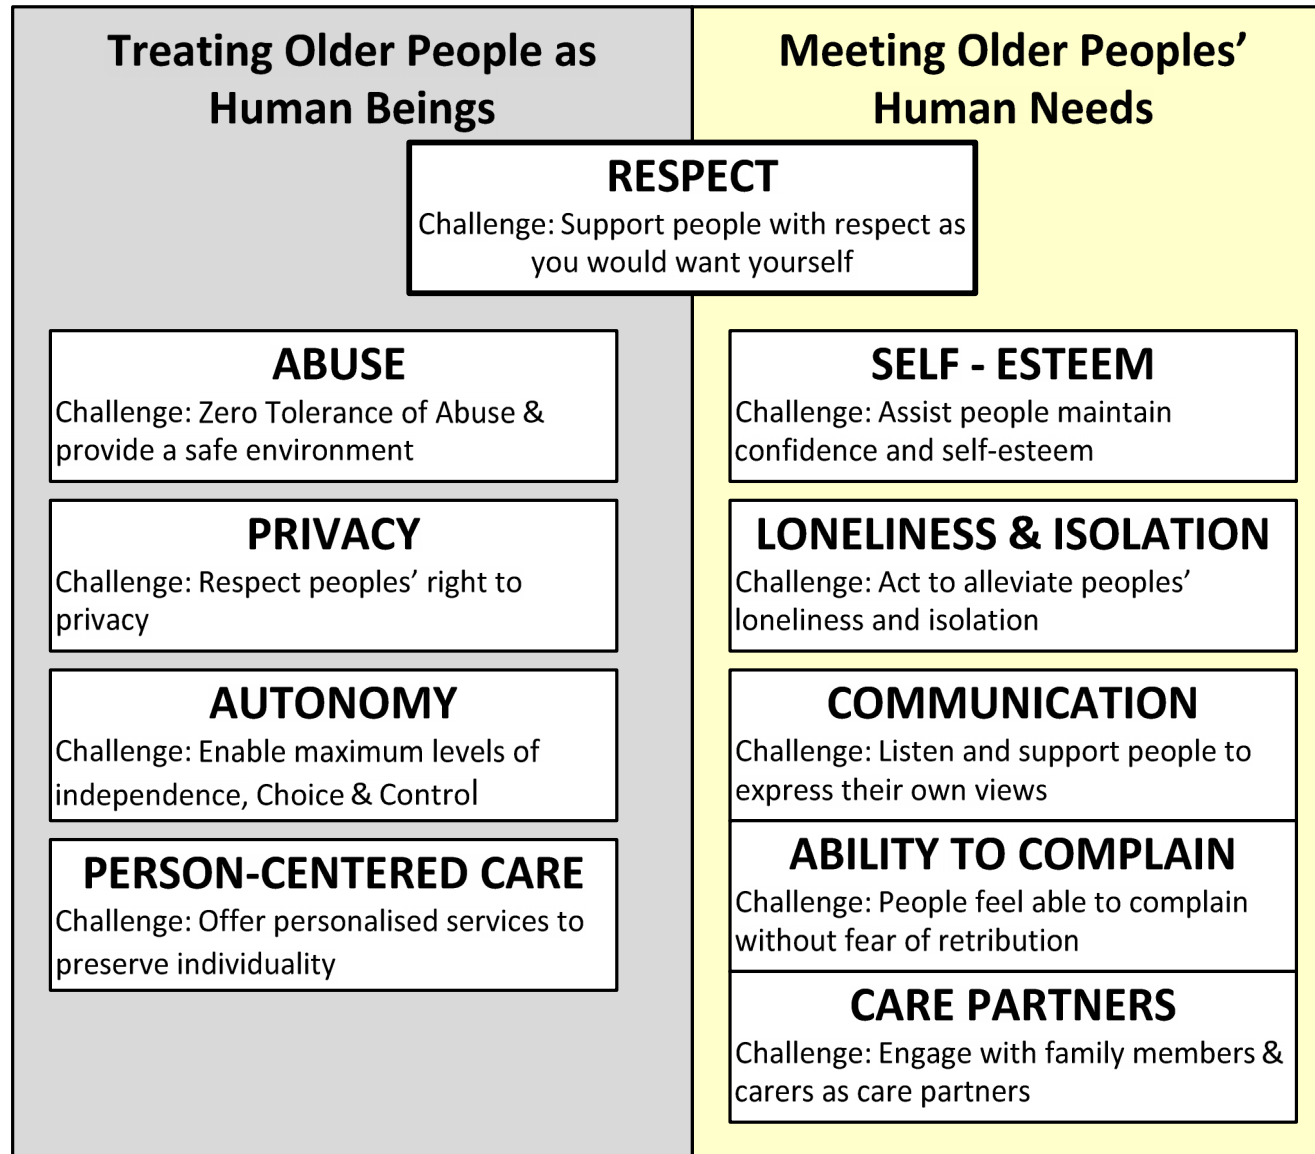 Treating Older People as
Human Beings
Meeting Older Peoples’
Human Needs
RESPECT
Challenge: Support people with respect as
you would want yourself
ABUSE
Challenge: Zero Tolerance of Abuse &
provide a safe environment
PRIVACY
Challenge: Respect peoples’ right to
privacy
AUTONOMY
Challenge: Enable maximum levels of
independence, Choice & Control
PERSON-CENTERED CARE
Challenge: Offer personalised services to
preserve individuality
SELF - ESTEEM
Challenge: Assist people maintain
confidence and self-esteem
LONELINESS & ISOLATION
Challenge: Act to alleviate peoples’
loneliness and isolation
COMMUNICATION
Challenge: Listen and support people to
express their own views
ABILITY TO COMPLAIN
Challenge: People feel able to complain
without fear of retribution
CARE PARTNERS
Challenge: Engage with family members &
carers as care partners